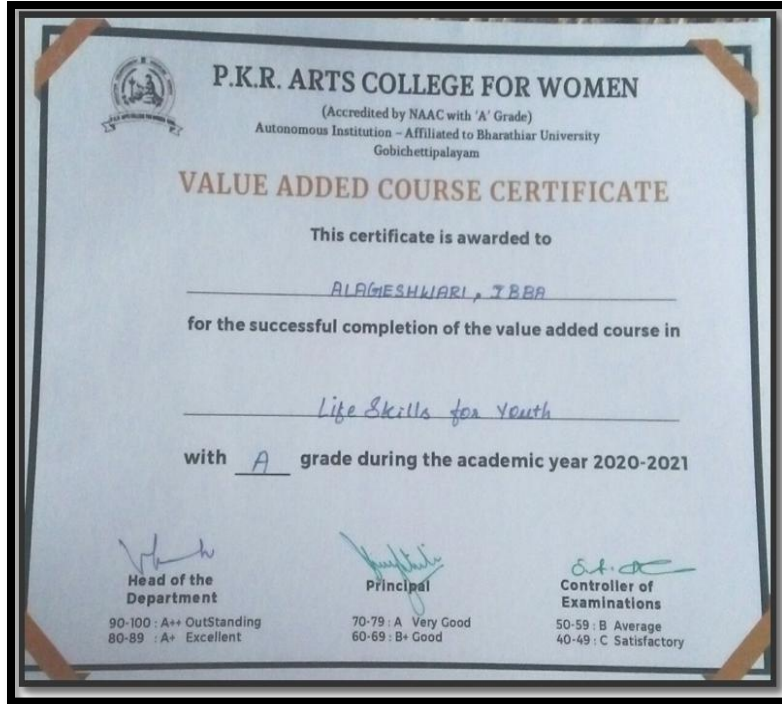 P.K.R. ARTS COLLEGE FOR WOMEN
(Accredited by NAAC with 'A' Grade)
Autonomous Institution – Affiliated to Bharathiar University
Gobichettipalayam
VALUE ADDED COURSE CERTIFICATE
This certificate is awarded to
ALAGESHWARI, I BBA
for the successful completion of the value added course in
Life Skills for Youth
with A grade during the academic year 2020-2021
Head of the
Department
Principal
Controller of
Examinations
90-100 : A++ OutStanding
80-89 : A+ Excellent
70-79 : A Very Good
60-69 : B+ Good
50-59 : B Average
40-49 : C Satisfactory